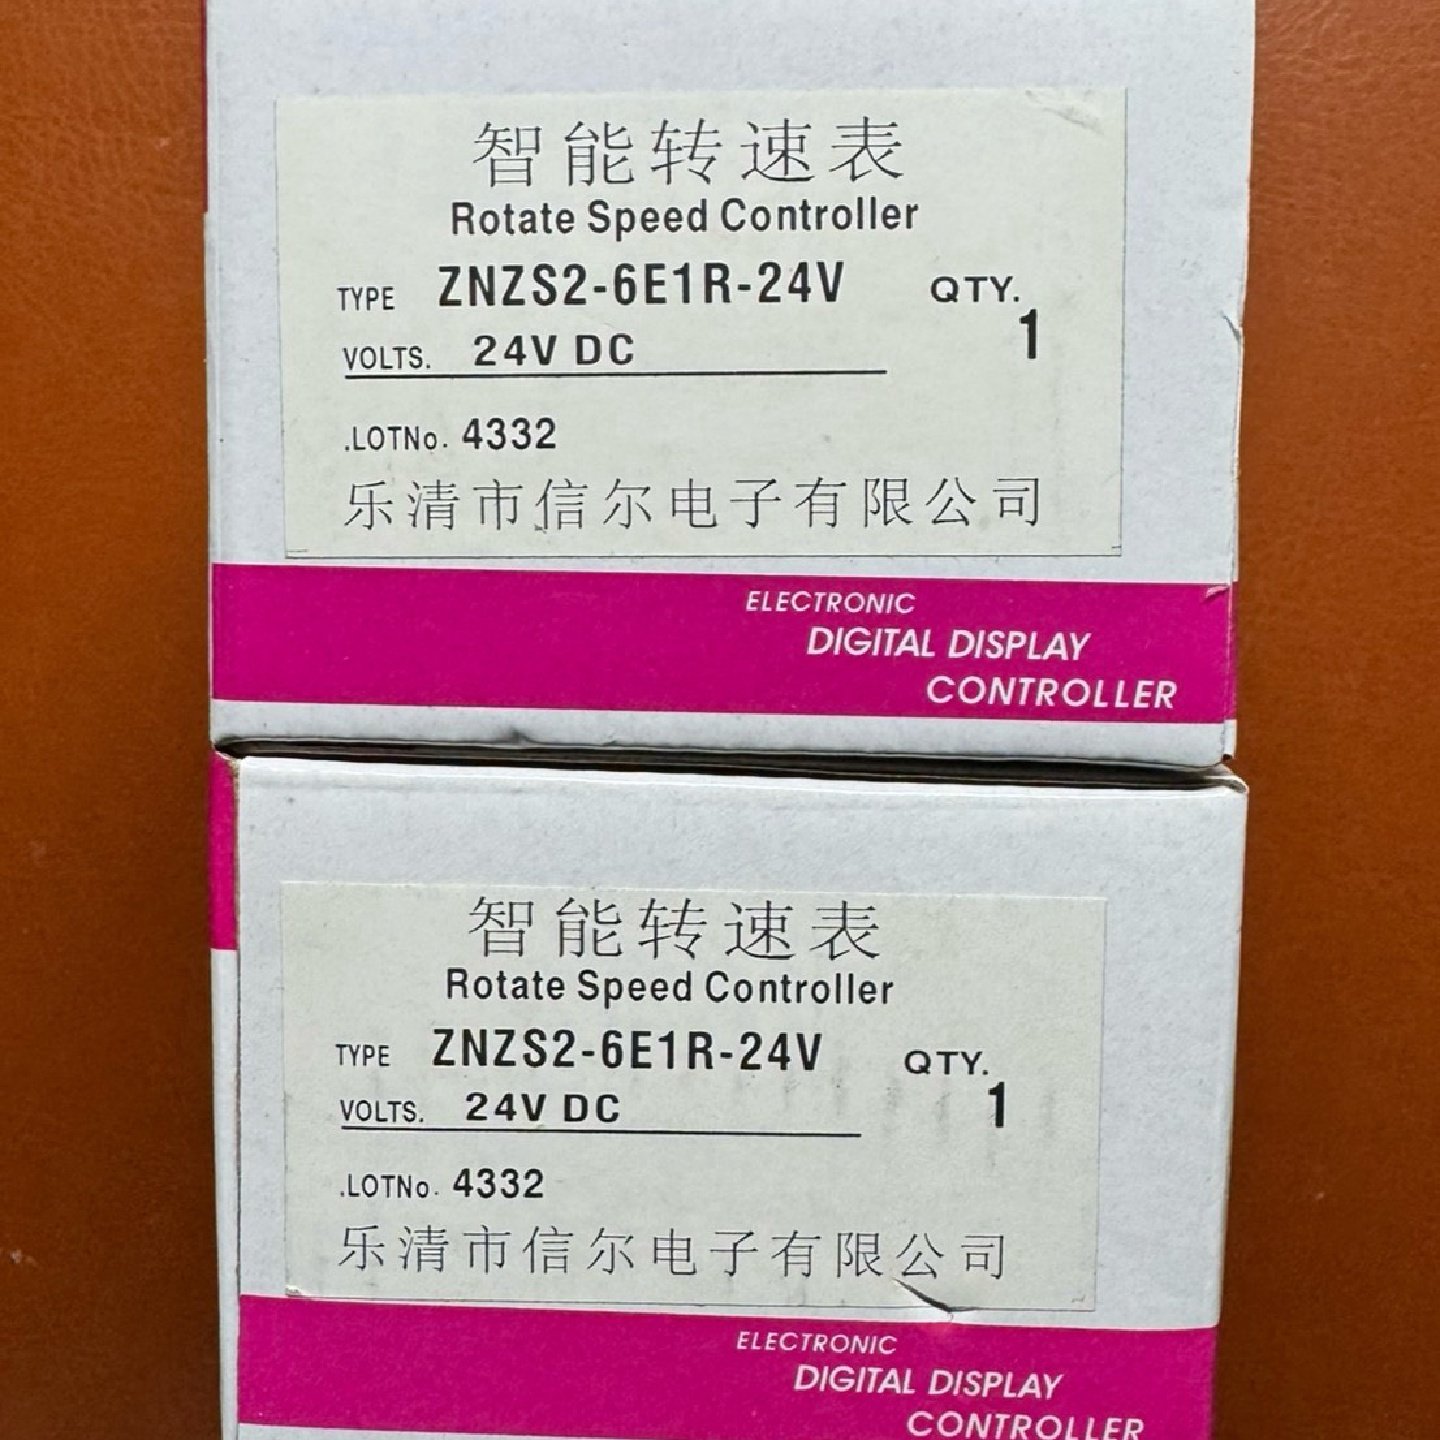 智能转速表
Rotate Speed Controller
TYPE ZNZS2-6E1R-24V QTY.
1
VOLTS. 24V DC
.LOTNo. 4332
乐清市信尔电子有限公司
ELECTRONIC
DIGITAL DISPLAY
CONTROLLER
智能转速表
Rotate Speed Controller
TYPE ZNZS2-6E1R-24V QTY.
1
VOLTS. 24V DC
.LOTNo. 4332
乐清市信尔电子有限公司
ELECTRONIC
DIGITAL DISPLAY
CONTROLLER